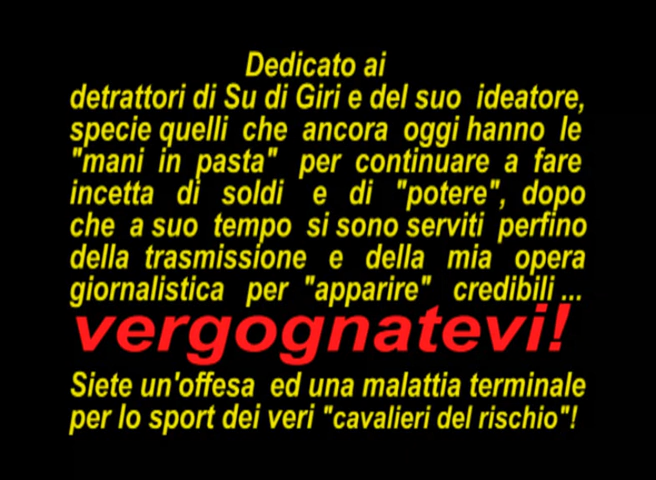 Dedicato ai
detrattori di Su di Giri e del suo ideatore,
specie quelli che ancora oggi hanno le
"mani in pasta" per continuare a fare
incetta di soldi e di "potere", dopo
che a suo tempo si sono serviti perfino
della trasmissione e della mia opera
giornalistica per "apparire" credibili ...
vergognatevi!
Siete un'offesa ed una malattia terminale
per lo sport dei veri "cavalieri del rischio"!